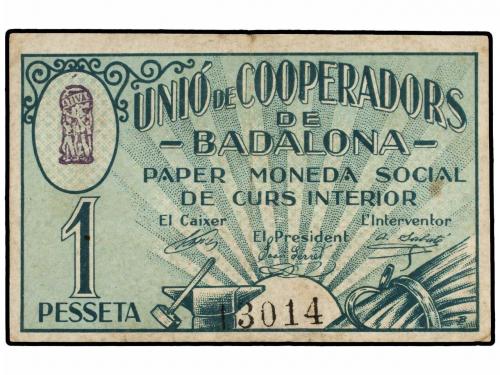 UNIÓ DE COOPERADORS
DE
- BADALONA -
PAPER MONEDA SOCIAL
DE CURS INTERIOR
El Caixer El President L'Interventor
1
PESSETA
13014
B